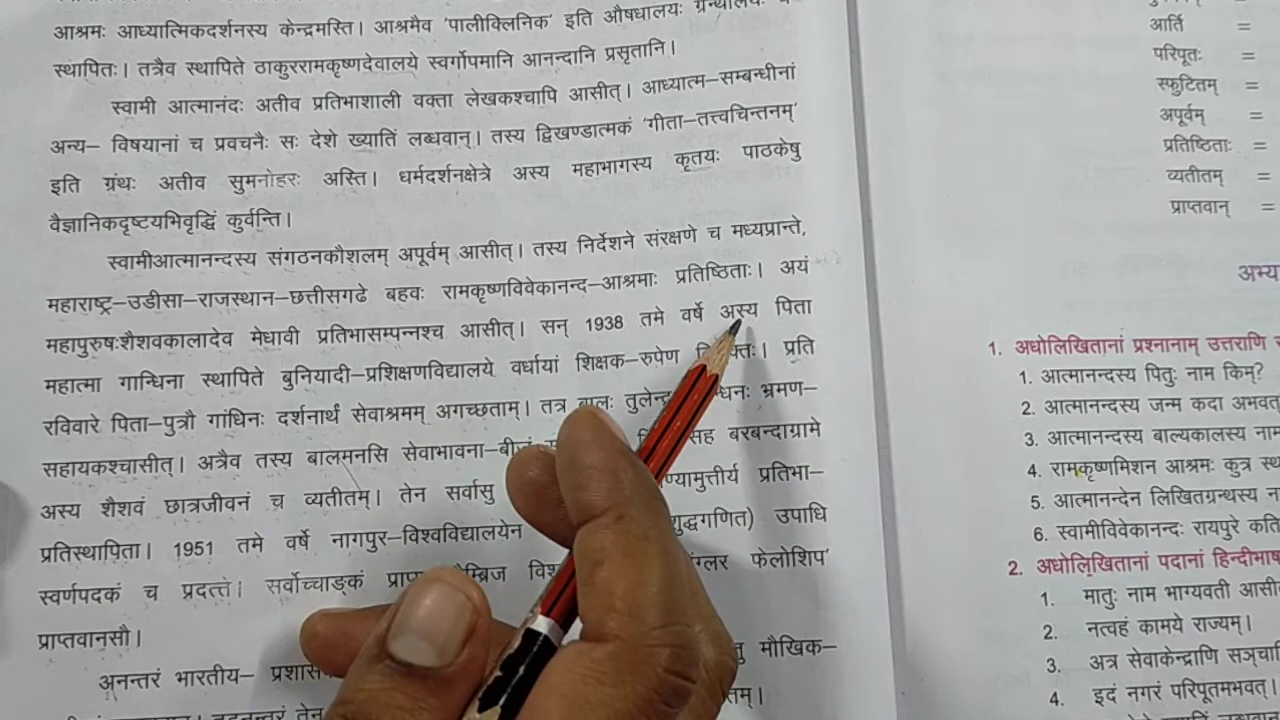 आश्रमः आध्यात्मिकदर्शनस्य केन्द्रमस्ति। आश्रमैव 'पालीक्लिनिक' इति औषधालयः
स्थापितः। तत्रैव स्थापिते ठाकुररामकृष्णदेवालये स्वर्गोपमानि आनन्दानि प्रसृतानि।
स्वामी आत्मानंदः अतीव प्रतिभाशाली वक्ता लेखकश्चापि आसीत्। आध्यात्म–सम्बन्धीनां
अन्य– विषयानां च प्रवचनैः सः देशे ख्यातिं लब्धवान्। तस्य द्विखण्डात्मकं 'गीता–तत्त्वचिन्तनम्'
इति ग्रंथः अतीव सुमनोहरः अस्ति। धर्मदर्शनक्षेत्रे अस्य महाभागस्य कृतयः पाठकेषु
वैज्ञानिकदृष्टयभिवृद्धिं कुर्वन्ति।
स्वामीआत्मानन्दस्य संगठनकौशलम् अपूर्वम् आसीत्। तस्य निर्देशने संरक्षणे च मध्यप्रान्ते,
महाराष्ट्र–उडीसा–राजस्थान–छत्तीसगढे बहवः रामकृष्णविवेकानन्द–आश्रमाः प्रतिष्ठिताः। अयं
महापुरुषःशैशवकालादेव मेधावी प्रतिभासम्पन्नश्च आसीत्। सन् 1938 तमे वर्षे अस्य पिता
महात्मा गान्धिना स्थापिते बुनियादी–प्रशिक्षणविद्यालये वर्धायां शिक्षक–रुपेण प्रति
रविवारे पिता–पुत्रौ गांधिनः दर्शनार्थं सेवाश्रमम् अगच्छताम्। तत्र बालः भ्रमण–
सहायकश्चासीत्। अत्रैव तस्य बालमनसि सेवाभावना– सह बरबन्दाग्रामे
अस्य शैशवं छात्रजीवनं च व्यतीतम्। तेन सर्वासु प्रतिभा–
प्रतिस्थापिता। 1951 तमे वर्षे नागपुर–विश्वविद्यालयेन उपाधि
स्वर्णपदकं च प्रदत्ते। सर्वोच्चाङ्कं फेलोशिप'
प्राप्तवानसौ।
अनन्तरं भारतीय– मौखिक–
आर्ति =
परिपूतः =
स्फुटितम् =
अपूर्वम् =
प्रतिष्ठिताः =
व्यतीतम् =
प्राप्तवान् =
1. अधोलिखितानां प्रश्नानाम् उत्तराणि
1. आत्मानन्दस्य पितुः नाम किम्?
2. आत्मानन्दस्य जन्म कदा
3. आत्मानन्दस्य बाल्यकालस्य
4. रामकृष्णमिशन आश्रमः कुत्र
5. आत्मानन्देन लिखितग्रन्थस्य
6. स्वामीविवेकानन्दः रायपुरे
2. अधोलिखितानां पदानां
1. मातुः नाम भाग्यवती
2. नत्वहं कामये राज्यम्।
3. अत्र सेवाकेन्द्राणि
4. इदं नगरं परिपूतमभवत्।